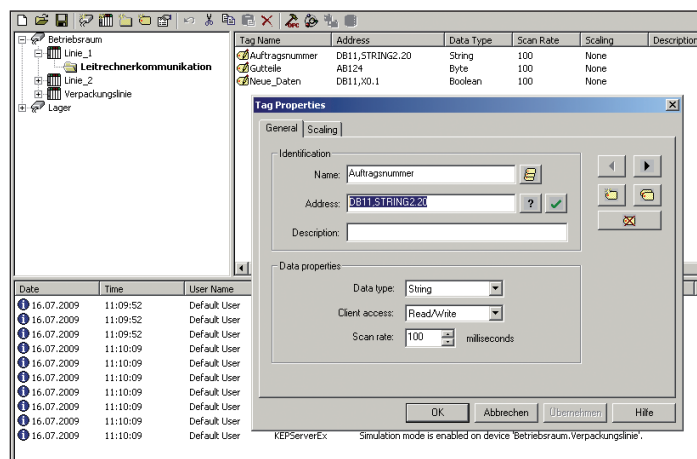 Betriebsraum
Linie_1
Leitrechnerkommunikation
Linie_2
Verpackungslinie
Lager
Tag Name Address Data Type Scan Rate Scaling Description
Auftragsnummer DB11,STRING2.20 String 100 None
Gutteile AB124 Byte 100 None
Neue_Daten DB11,X0.1 Boolean 100 None
Tag Properties
General Scaling
Identification
Name: Auftragsnummer
Address: DB11,STRING2.20 ?
Description:
Data properties
Data type: String
Client access: Read/Write
Scan rate: 100 milliseconds
OK Abbrechen Übernehmen Hilfe
Date Time User Name
16.07.2009 11:09:52 Default User
16.07.2009 11:09:52 Default User
16.07.2009 11:09:52 Default User
16.07.2009 11:10:09 Default User
16.07.2009 11:10:09 Default User
16.07.2009 11:10:09 Default User
16.07.2009 11:10:09 Default User
16.07.2009 11:10:09 Default User
16.07.2009 11:10:09 Default User
16.07.2009 11:10:09 Default User KEPServerEx Simulation mode is enabled on device 'Betriebsraum.Verpackungslinie'.